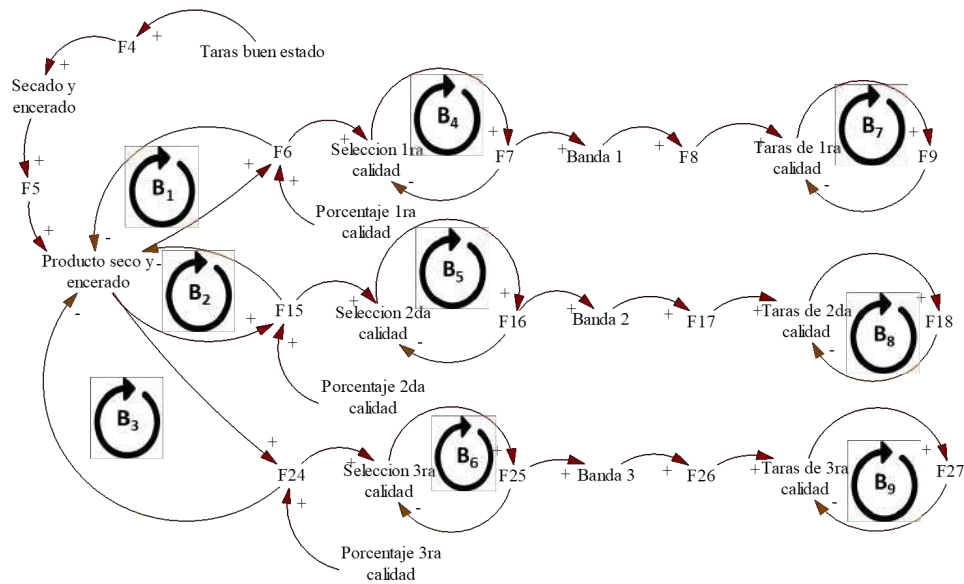 F4
+
Taras buen estado
+
Secado y
encerado
+
F5
+
Producto seco y
encerado
-
-
-
B1
B2
B3
+
F6
+
Porcentaje 1ra
calidad
+
Seleccion 1ra
calidad
-
B4
+
F7
+
Banda 1
+
F8
+
Taras de 1ra
calidad
-
B7
+
F9
+
F15
+
Porcentaje 2da
calidad
+
Seleccion 2da
calidad
-
B5
+
F16
+
Banda 2
+
F17
+
Taras de 2da
calidad
-
B8
+
F18
+
F24
+
Porcentaje 3ra
calidad
+
Seleccion 3ra
calidad
-
B6
+
F25
+
Banda 3
+
F26
+
Taras de 3ra
calidad
-
B9
+
F27